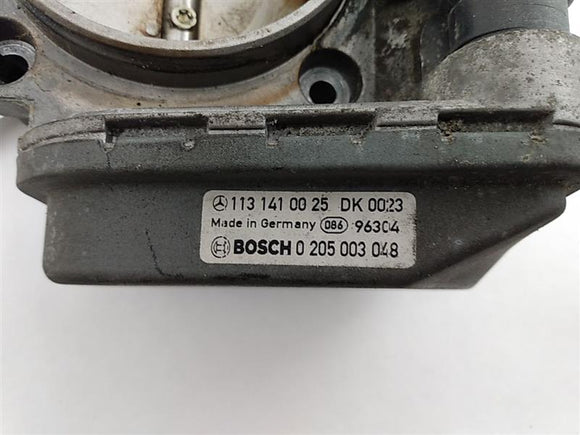 113 141 00 25 DK 0023
Made in Germany 086 96304
BOSCH 0 205 003 048